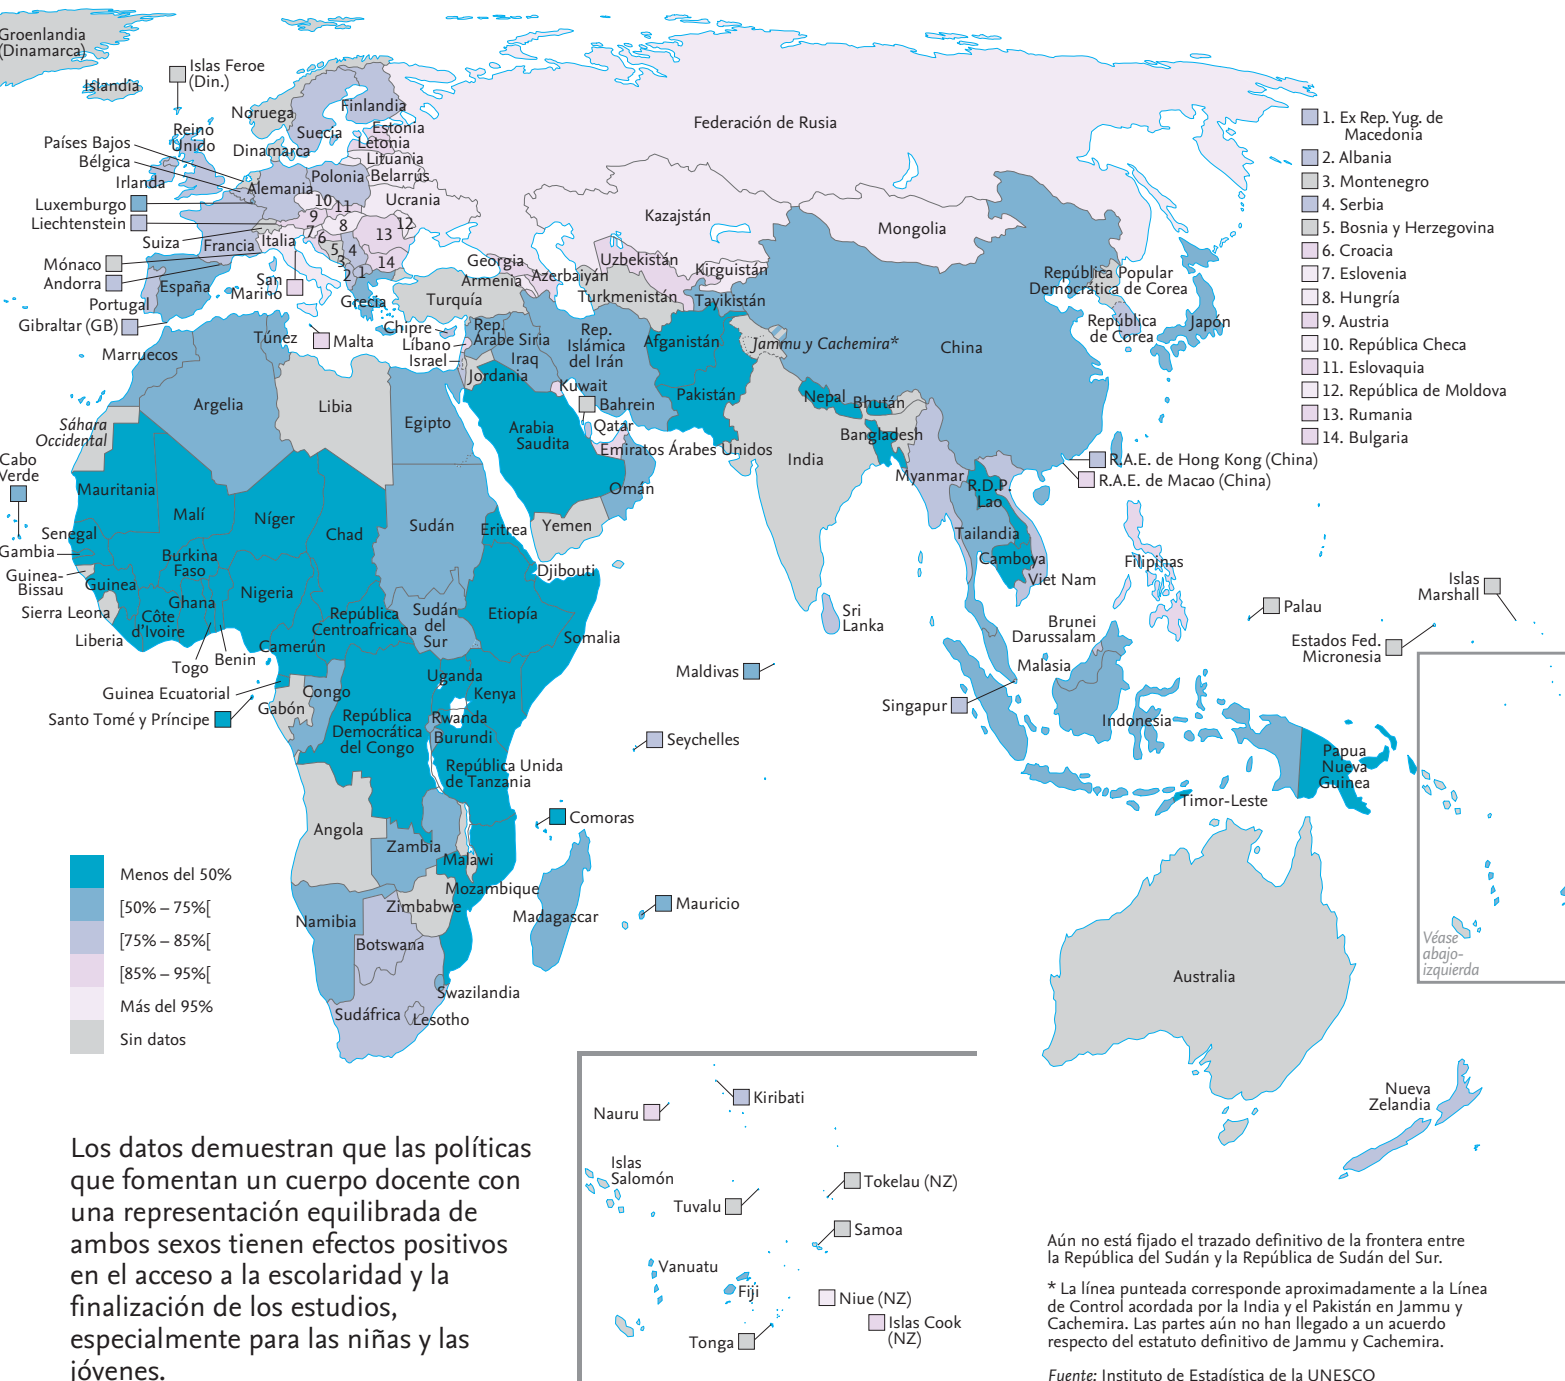 Groenlandia
(Dinamarca)
Islandia
Islas Feroe
(Din.)
Noruega
Suecia
Finlandia
Estonia
Letonia
Lituania
Belarrús
Reino
Unido
Dinamarca
Países Bajos
Bélgica
Irlanda
Alemania
Polonia
Luxemburgo
Liechtenstein
Ucrania
Suiza
Francia
Italia
10
11
9
8
7
6
13
12
5
4
3
14
2
1
Mónaco
Andorra
Portugal
España
San
Marino
Grecia
Gibraltar (GB)
Malta
Túnez
Marruecos
Federación de Rusia
Kazajstán
Mongolia
Georgia
Armenia
Azerbaiyán
Turquía
Uzbekistán
Turkmenistán
Kirguistán
Tayikistán
Chipre
Líbano
Israel
Rep.
Árabe Siria
Iraq
Jordania
Rep.
Islámica
del Irán
Afganistán
Jammu y Cachemira*
China
República Popular
Democrática de Corea
República
de Corea
Japón
Kuwait
Bahrein
Qatar
Emiratos Árabes Unidos
Pakistán
Nepal
Bhután
Bangladesh
India
Myanmar
R.D.P.
Lao
Tailandia
Camboya
Viet Nam
Filipinas
R.A.E. de Hong Kong (China)
R.A.E. de Macao (China)
Argelia
Libia
Egipto
Arabia
Saudita
Omán
Yemen
Sáhara
Occidental
Cabo
Verde
Mauritania
Malí
Níger
Chad
Sudán
Eritrea
Djibouti
Senegal
Gambia
Guinea-
Bissau
Guinea
Sierra Leona
Liberia
Burkina
Faso
Ghana
Côte
d'Ivoire
Togo
Benin
Nigeria
Camerún
República
Centroafricana
Sudán
del
Sur
Etiopía
Somalia
Guinea Ecuatorial
Santo Tomé y Príncipe
Gabón
Congo
República
Democrática
del Congo
Uganda
Kenya
Rwanda
Burundi
República Unida
de Tanzania
Sri
Lanka
Maldivas
Seychelles
Comoras
Mauricio
Brunei
Darussalam
Malasia
Singapur
Indonesia
Timor-Leste
Papua
Nueva
Guinea
Palau
Islas
Marshall
Estados Fed.
Micronesia
Angola
Zambia
Malawi
Mozambique
Zimbabwe
Madagascar
Namibia
Botswana
Swazilandia
Sudáfrica
Lesotho
Australia
Nueva
Zelandia
Véase
abajo-
izquierda
1. Ex Rep. Yug. de
Macedonia
2. Albania
3. Montenegro
4. Serbia
5. Bosnia y Herzegovina
6. Croacia
7. Eslovenia
8. Hungría
9. Austria
10. República Checa
11. Eslovaquia
12. República de Moldova
13. Rumania
14. Bulgaria
Menos del 50%
[50% – 75%[
[75% – 85%[
[85% – 95%[
Más del 95%
Sin datos
Los datos demuestran que las políticas
que fomentan un cuerpo docente con
una representación equilibrada de
ambos sexos tienen efectos positivos
en el acceso a la escolaridad y la
finalización de los estudios,
especialmente para las niñas y las
jóvenes.
Nauru
Kiribati
Islas
Salomón
Tuvalu
Tokelau (NZ)
Samoa
Vanuatu
Fiji
Niue (NZ)
Islas Cook
(NZ)
Tonga
Aún no está fijado el trazado definitivo de la frontera entre
la República del Sudán y la República de Sudán del Sur.
* La línea punteada corresponde aproximadamente a la Línea
de Control acordada por la India y el Pakistán en Jammu y
Cachemira. Las partes aún no han llegado a un acuerdo
respecto del estatuto definitivo de Jammu y Cachemira.
Fuente: Instituto de Estadística de la UNESCO